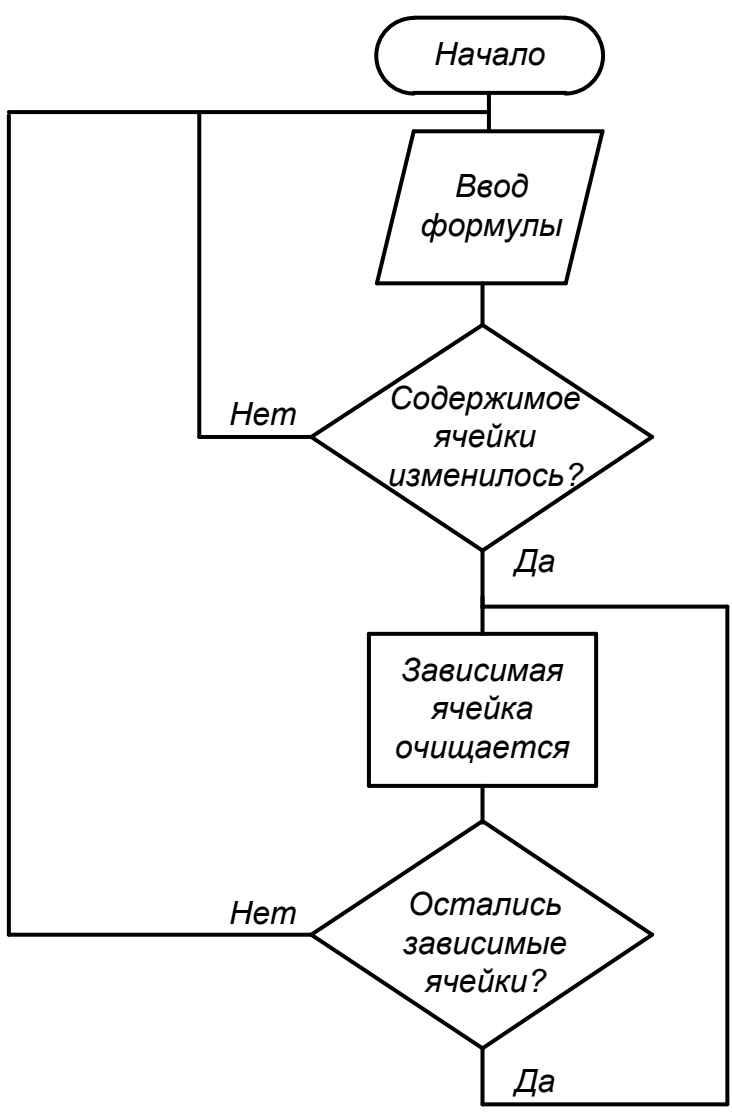 Начало
Ввод
формулы
Содержимое
ячейки
изменилось?
Нет
Да
Зависимая
ячейка
очищается
Остались
зависимые
ячейки?
Нет
Да